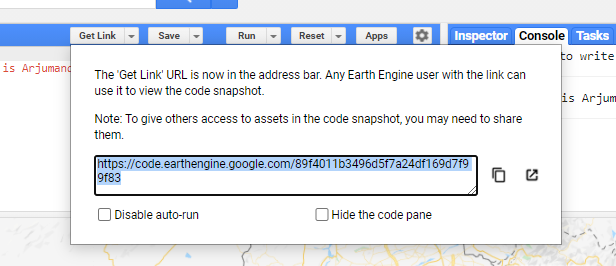 Get Link Save Run Reset Apps Inspector Console Tasks
is Arjumand
to write
The 'Get Link' URL is now in the address bar. Any Earth Engine user with the link can
use it to view the code snapshot.
is Arjum
Note: To give others access to assets in the code snapshot, you may need to share
them.
https://code.earthengine.google.com/89f4011b3496d5f7a24df169d7f9
9f83
Disable auto-run Hide the code pane